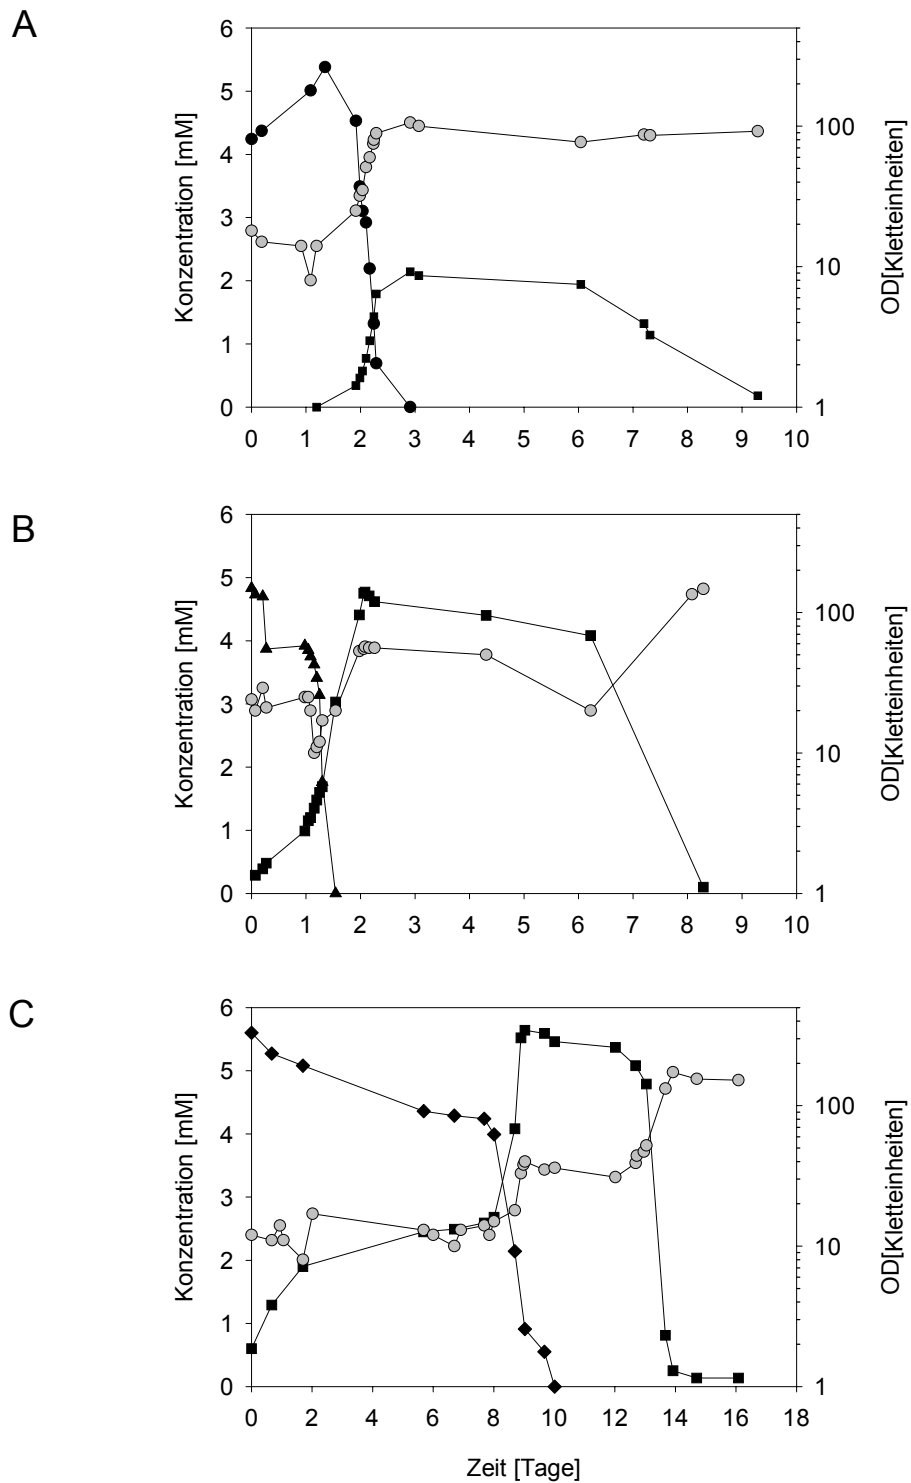 A
6
5
4
3
2
1
0
Konzentration [mM]
100
10
1
OD[Kletteinheiten]
0 1 2 3 4 5 6 7 8 9 10
B
6
5
4
3
2
1
0
Konzentration [mM]
100
10
1
OD[Kletteinheiten]
0 1 2 3 4 5 6 7 8 9 10
C
6
5
4
3
2
1
0
Konzentration [mM]
100
10
1
OD[Kletteinheiten]
0 2 4 6 8 10 12 14 16 18
Zeit [Tage]